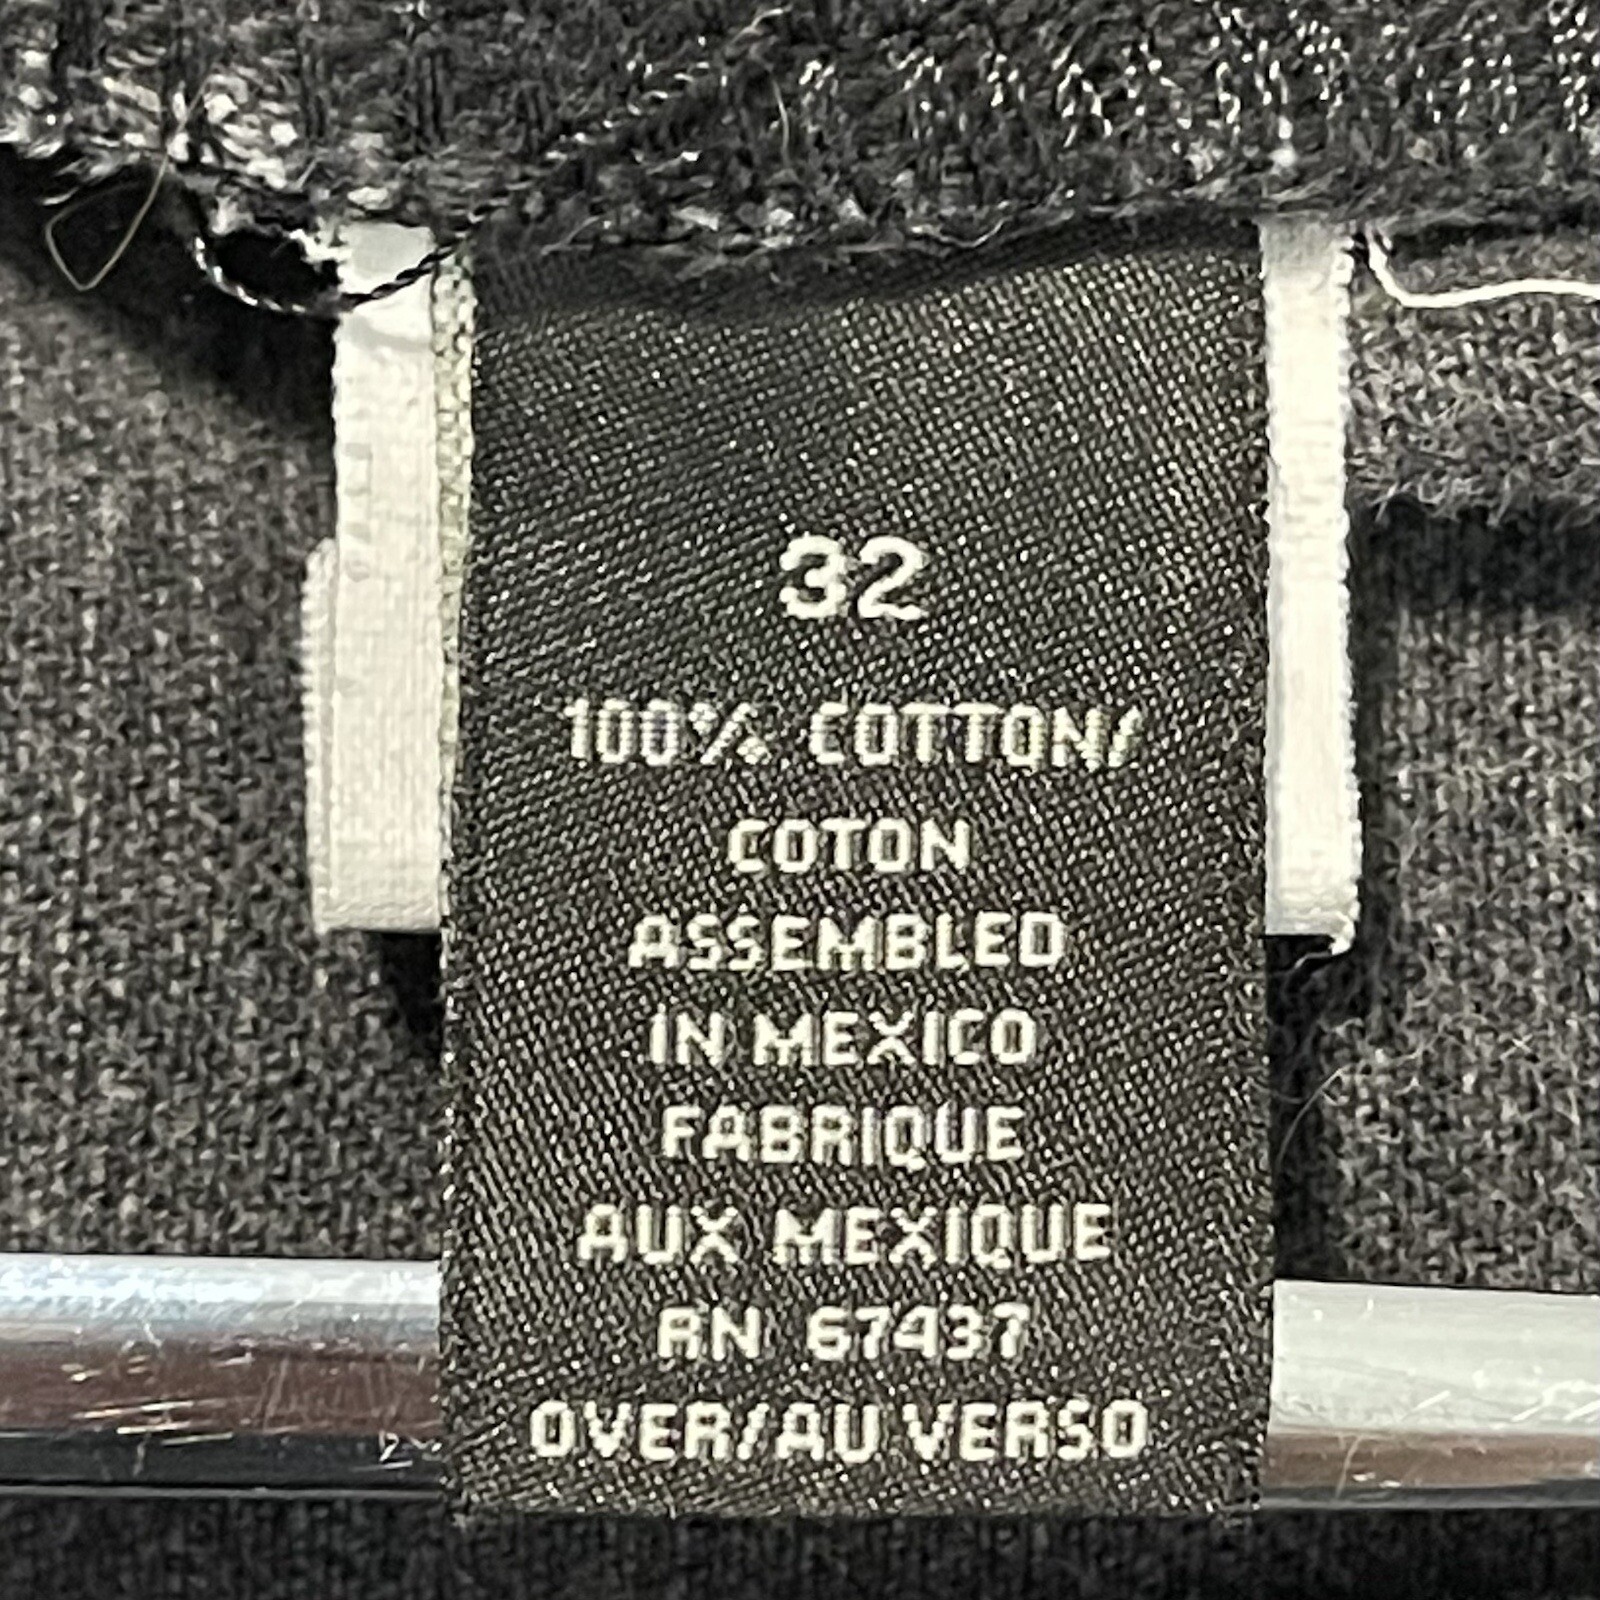 32
100% COTTON/
COTON
ASSEMBLED
IN MEXICO
FABRIQUE
AUX MEXIQUE
RN 67437
OVER/AU VERSO